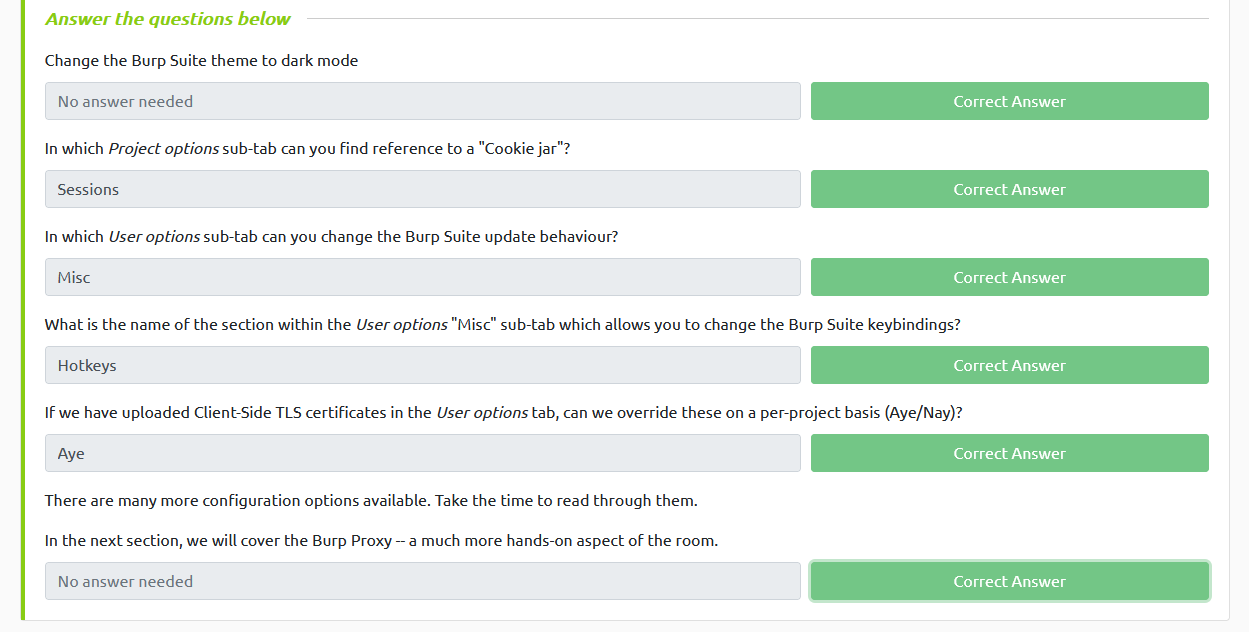 Answer the questions below
Change the Burp Suite theme to dark mode
No answer needed
Correct Answer
In which Project options sub-tab can you find reference to a "Cookie jar"?
Sessions
Correct Answer
In which User options sub-tab can you change the Burp Suite update behaviour?
Misc
Correct Answer
What is the name of the section within the User options "Misc" sub-tab which allows you to change the Burp Suite keybindings?
Hotkeys
Correct Answer
If we have uploaded Client-Side TLS certificates in the User options tab, can we override these on a per-project basis (Aye/Nay)?
Aye
Correct Answer
There are many more configuration options available. Take the time to read through them.
In the next section, we will cover the Burp Proxy -- a much more hands-on aspect of the room.
No answer needed
Correct Answer